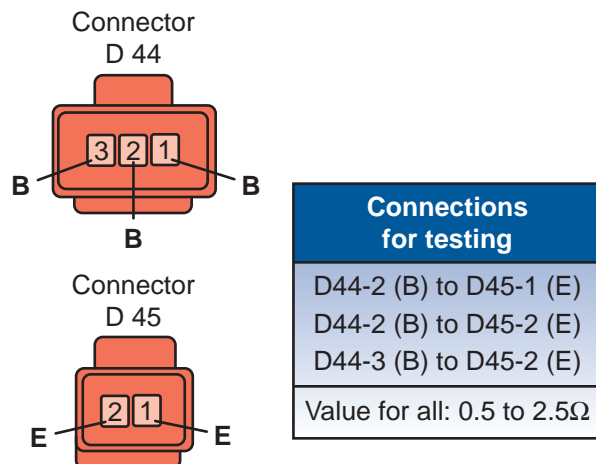 Connector
D 44
3 2 1
B
B
B
Connector
D 45
2 1
E
E
Connections
for testing
D44-2 (B) to D45-1 (E)
D44-2 (B) to D45-2 (E)
D44-3 (B) to D45-2 (E)
Value for all: 0.5 to 2.5Ω